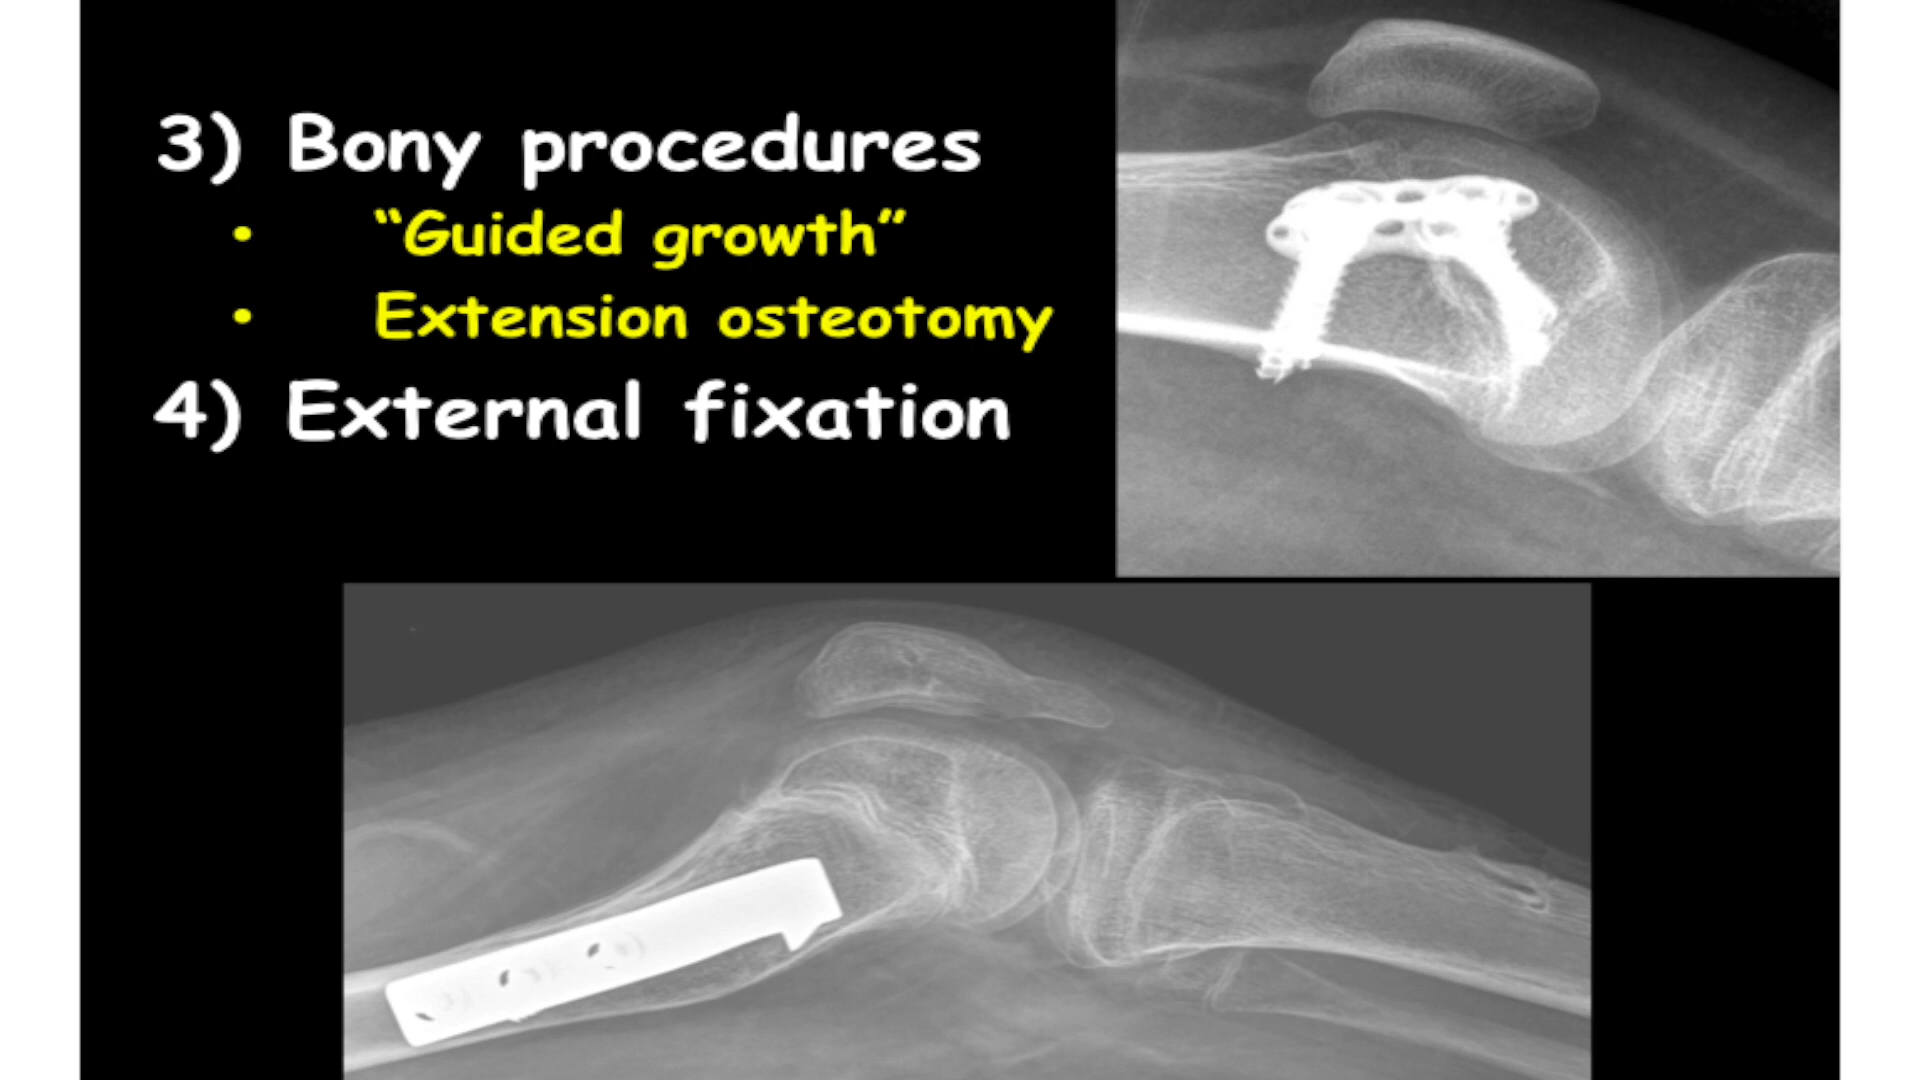 3) Bony procedures
• “Guided growth”
• Extension osteotomy
4) External fixation